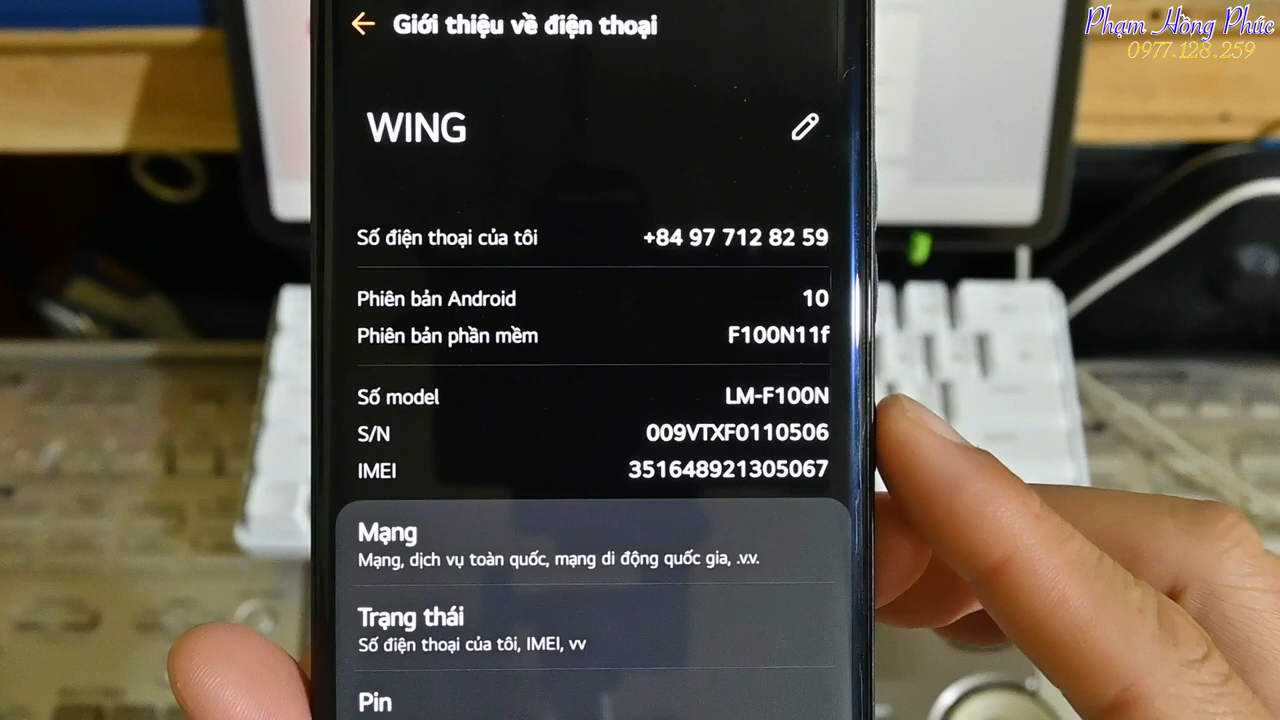 Phạm Hồng Phúc
0977.128.259
Giới thiệu về điện thoại
WING
Số điện thoại của tôi +84 97 712 82 59
Phiên bản Android 10
Phiên bản phần mềm F100N11f
Số model LM-F100N
S/N 009VTXF0110506
IMEI 351648921305067
Mạng
Mạng, dịch vụ toàn quốc, mạng di động quốc gia, .v.v.
Trạng thái
Số điện thoại của tôi, IMEI, vv
Pin